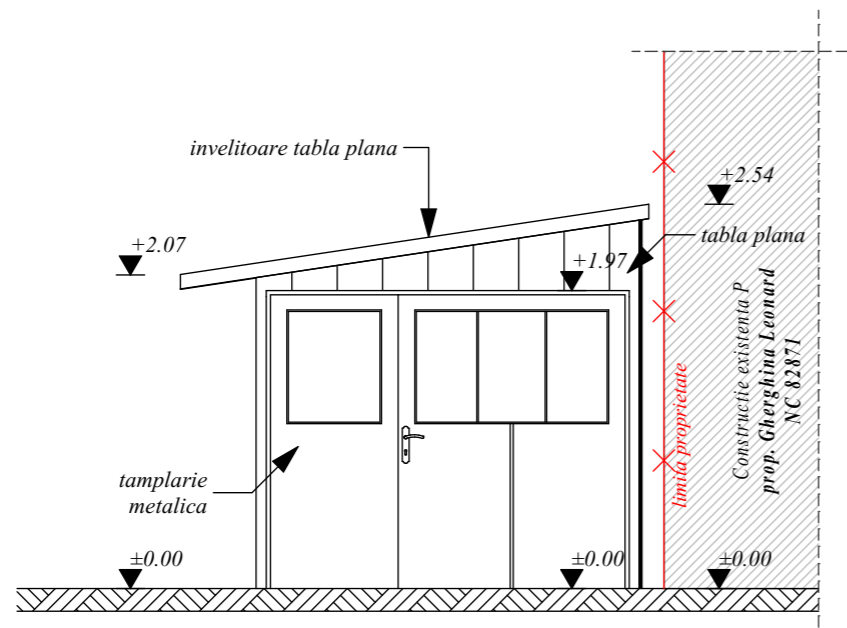 invelitoare tabla plana
+2.54
+2.07
tabla plana
+1.97
Constructie existenta P
prop. Gherghina Leonard
NC 82871
limita proprietate
tamplarie
metalica
±0.00
±0.00
±0.00